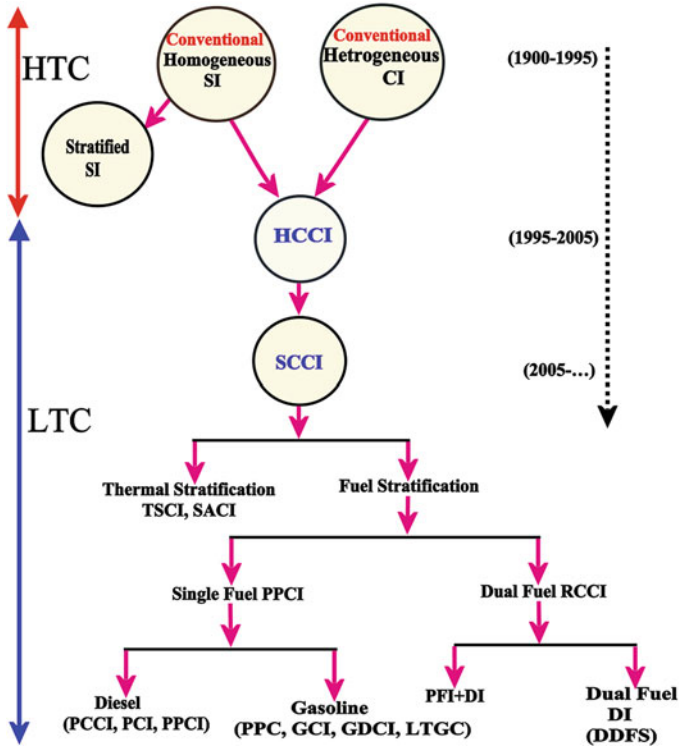 HTC
Conventional
Homogeneous
SI
Conventional
Hetrogeneous
CI
(1900-1995)
Stratified
SI
HCCI
(1995-2005)
SCCI
(2005-...)
LTC
Thermal Stratification
TSCI, SACI
Fuel Stratification
Single Fuel PPCI
Dual Fuel RCCI
Diesel
(PCCI, PCI, PPCI)
Gasoline
(PPC, GCI, GDCI, LTGC)
PFI+DI
Dual Fuel
DI
(DDFS)